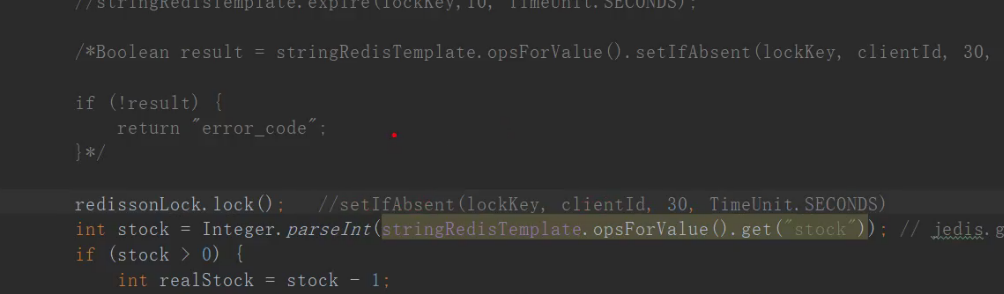 //stringRedisTemplate.expire(lockKey,10, TimeUnit.SECONDS);
/*Boolean result = stringRedisTemplate.opsForValue().setIfAbsent(lockKey, clientId, 30,
if (!result) {
return "error_code";
}*/
redissonLock.lock(); //setIfAbsent(lockKey, clientId, 30, TimeUnit.SECONDS)
int stock = Integer.parseInt(stringRedisTemplate.opsForValue().get("stock")); // jedis.g
if (stock > 0) {
int realStock = stock - 1;